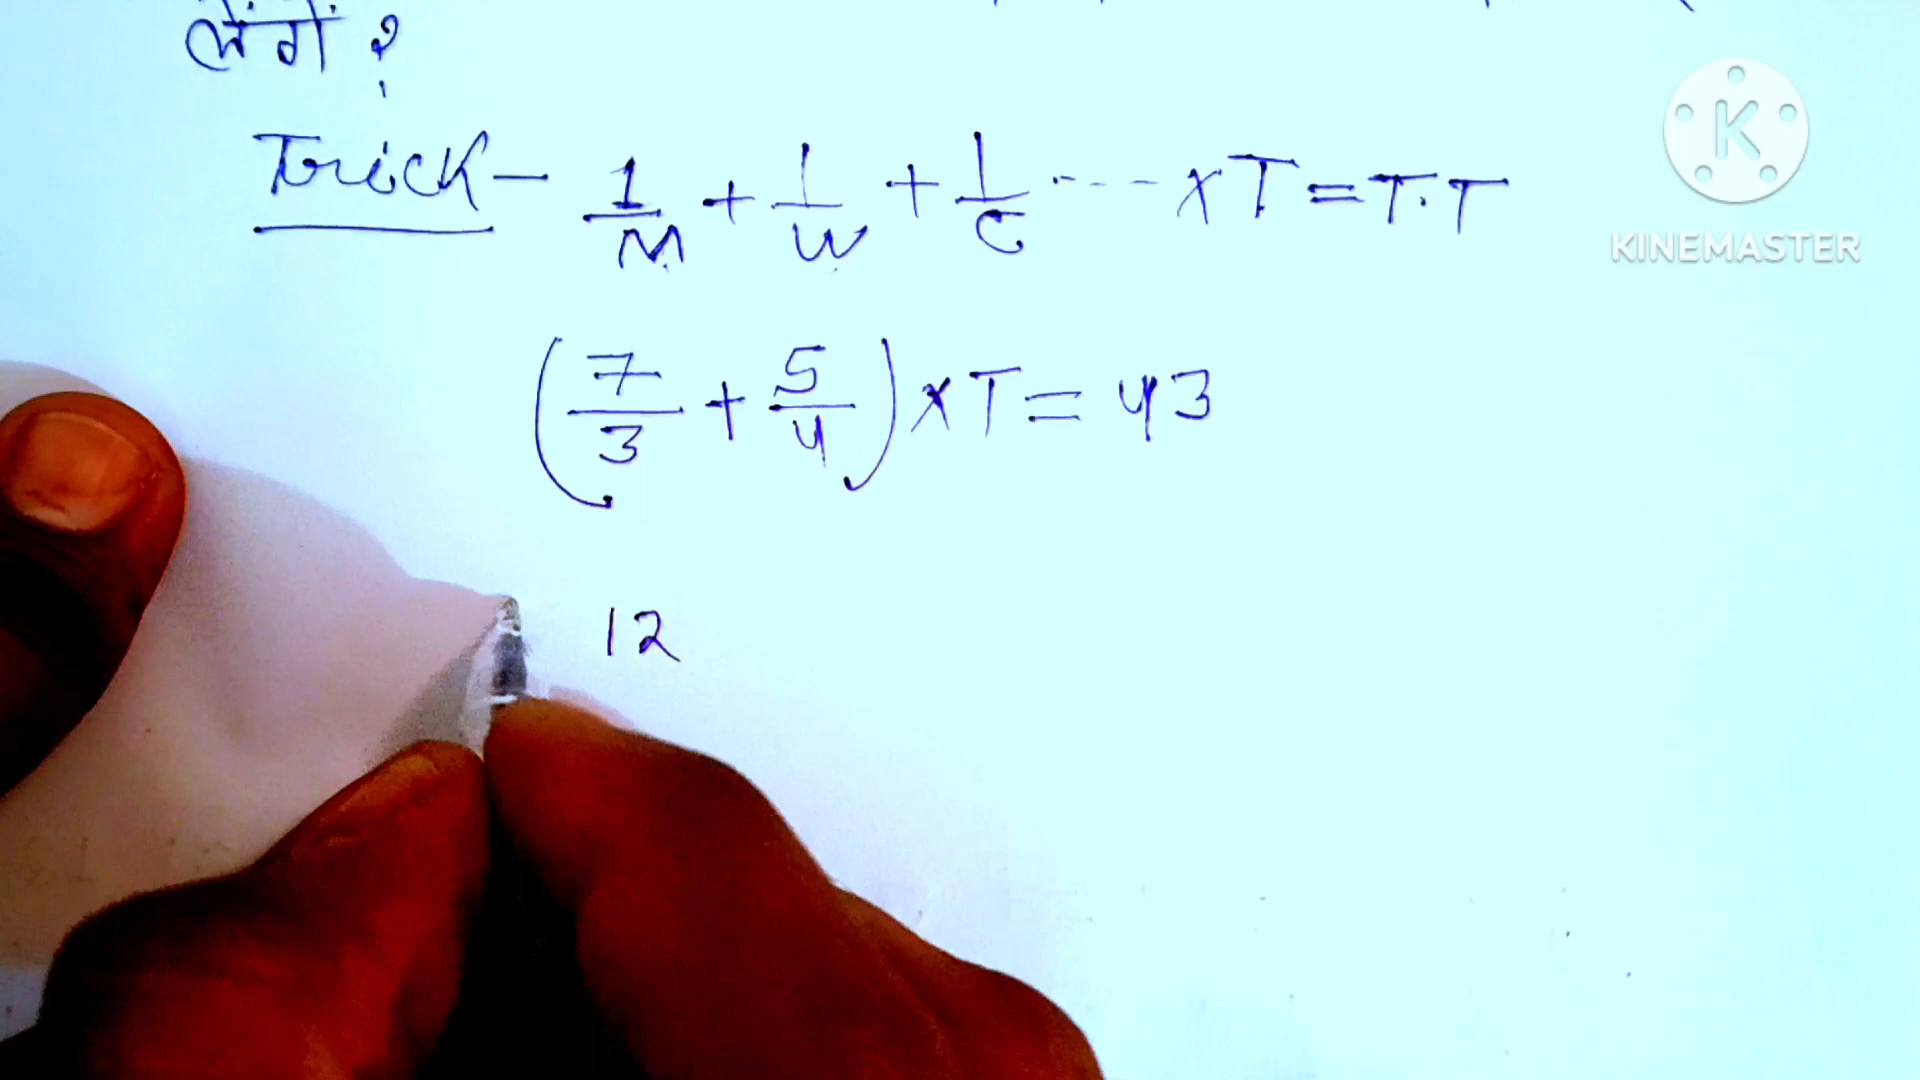 लेंगे ?
Trick - 1/M + 1/W + 1/C ---- × T = T.T
(7/3 + 5/4) × T = 43
12
K
KINEMASTER